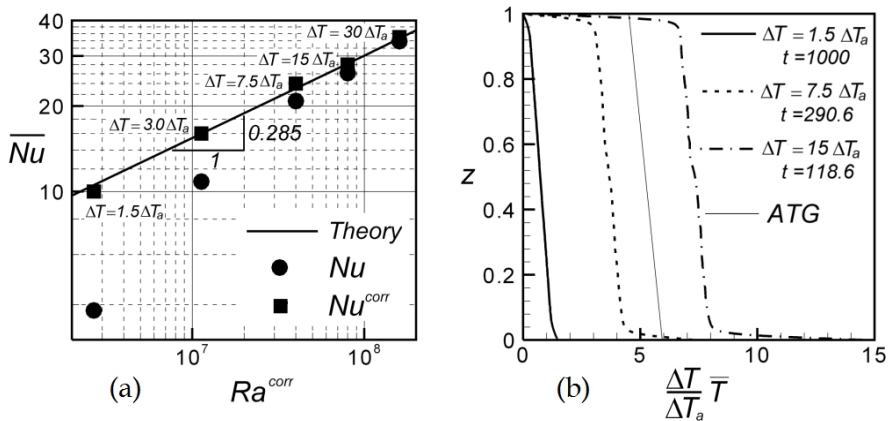 40
30
20
10
Nu
ΔT = 30 ΔTₐ
ΔT=15 ΔTₐ
ΔT=7.5 ΔTₐ
ΔT = 3.0 ΔTₐ
ΔT = 1.5 ΔTₐ
0.285
1
Theory
Nu
Nu^corr
10^7
10^8
(a)
Ra^corr
1
0.8
0.6
0.4
0.2
0
z
ΔT = 1.5 ΔTₐ
t=1000
ΔT = 7.5 ΔTₐ
t=290.6
ΔT = 15 ΔTₐ
t=118.6
ATG
0
5
10
15
(b)
ΔT
ΔTₐ
T̅